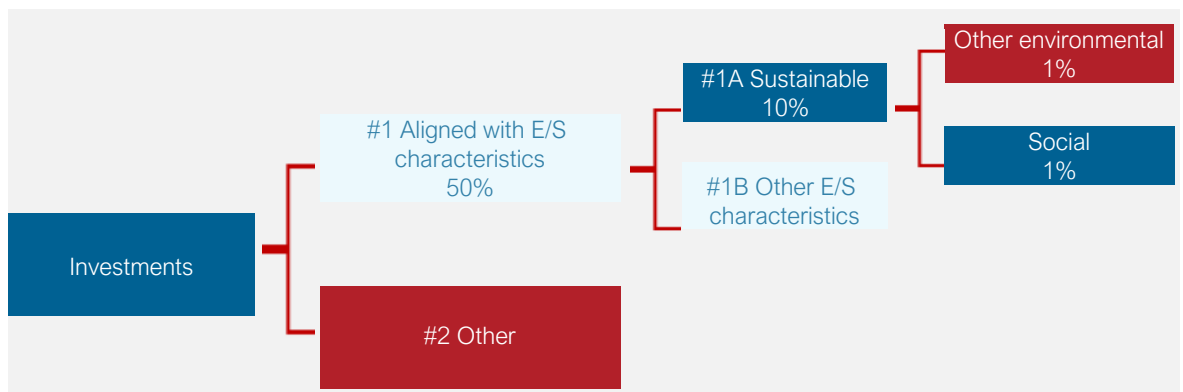 Investments
#1 Aligned with E/S
characteristics
50%
#2 Other
#1A Sustainable
10%
#1B Other E/S
characteristics
Other environmental
1%
Social
1%